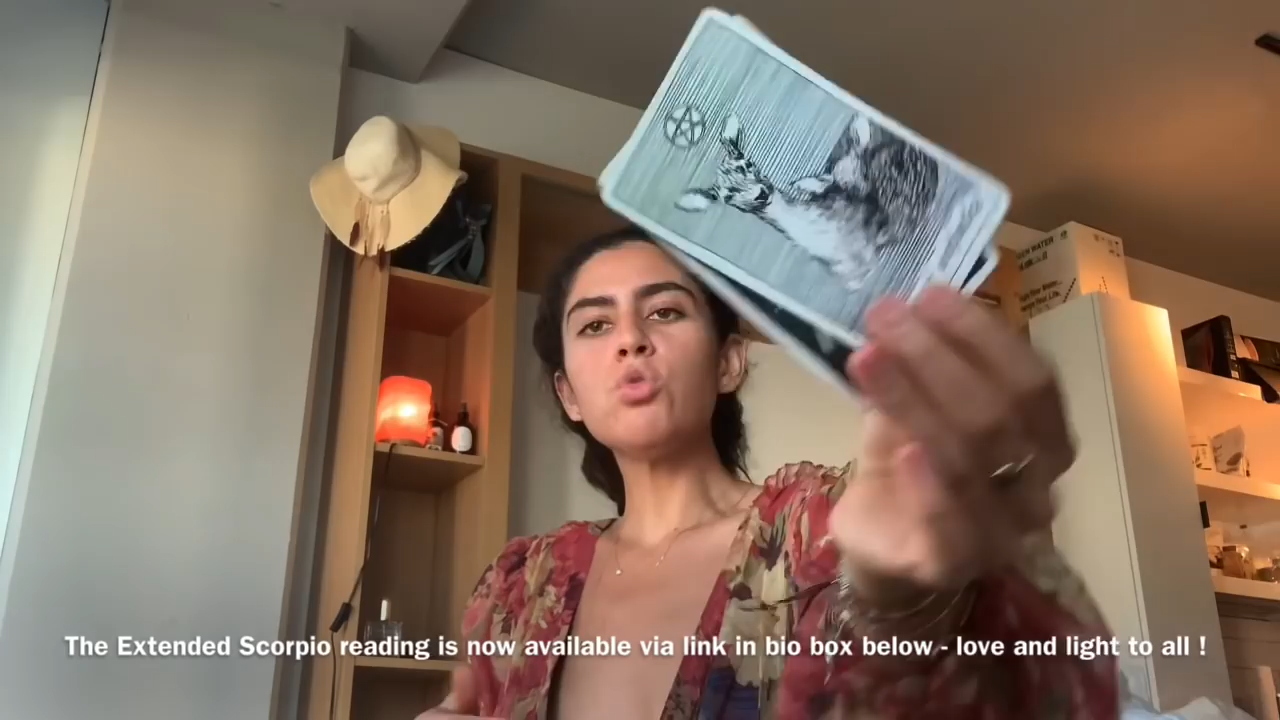 The Extended Scorpio reading is now available via link in bio box below - love and light to all !